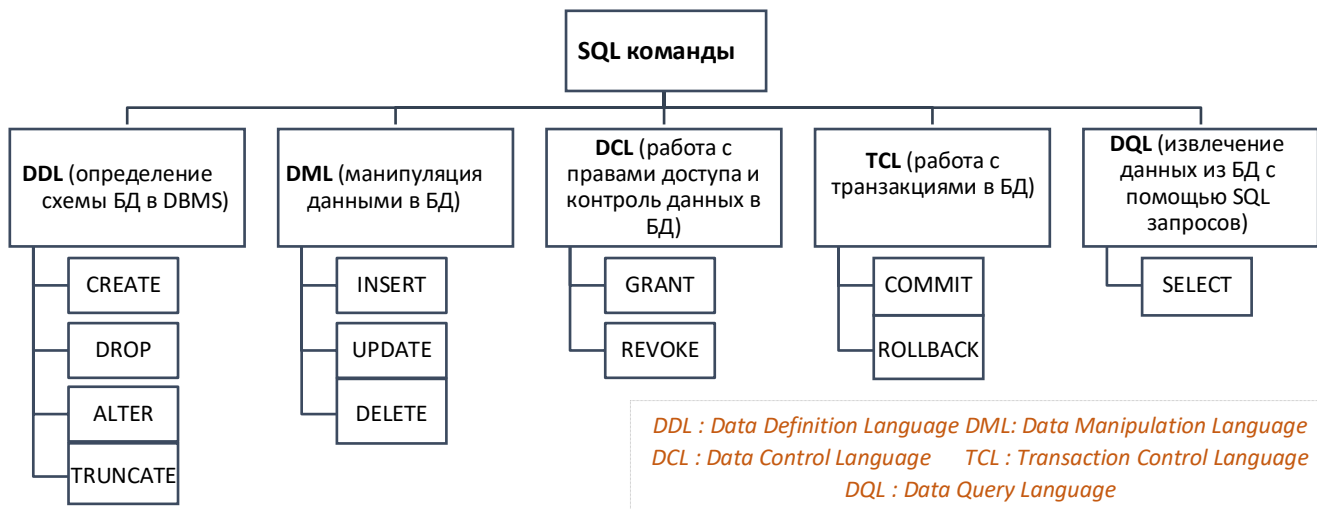 SQL команды
DDL (определение
схемы БД в DBMS)
CREATE
DROP
ALTER
TRUNCATE
DML (манипуляция
данными в БД)
INSERT
UPDATE
DELETE
DCL (работа с
правами доступа и
контроль данных в
БД)
GRANT
REVOKE
TCL (работа с
транзакциями в БД)
COMMIT
ROLLBACK
DQL (извлечение
данных из БД с
помощью SQL
запросов)
SELECT
DDL : Data Definition Language DML: Data Manipulation Language
DCL : Data Control Language TCL : Transaction Control Language
DQL : Data Query Language